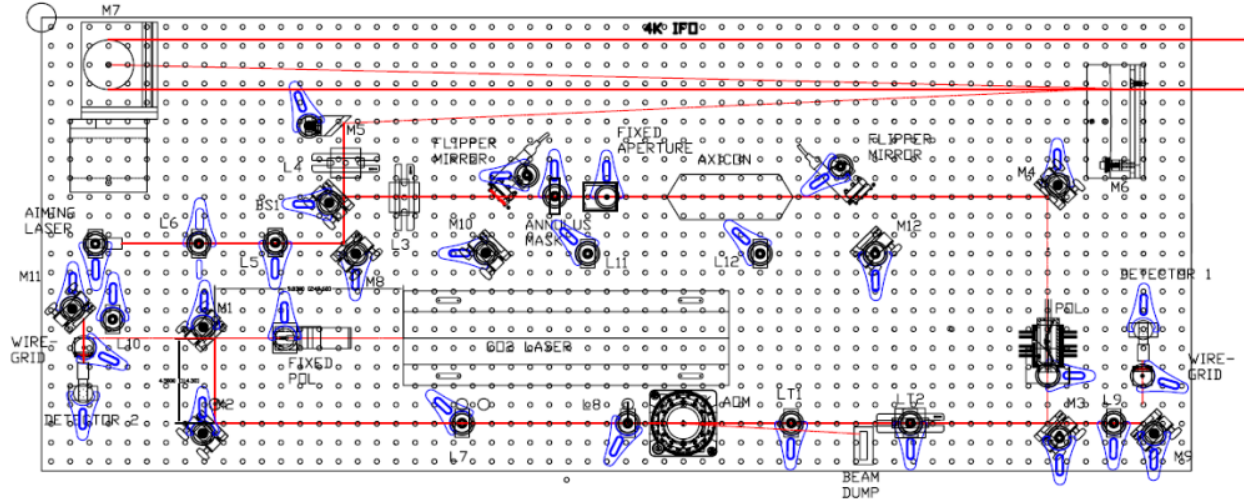 M7
4K IFO
M5
FLIPPER
MIRROR
FIXED
APERTURE
AXICON
FLIPPER
MIRROR
L4
M4
M6
BS1
AIMING
LASER
L6
L3
M10
ANNULUS
MASK
M12
L5
M8
L11
L12
M11
DETECTOR 1
M1
POL
L10
WIRE-
GRID
CO2 LASER
FIXED
POL
WIRE-
GRID
M2
L8
AOM
LT1
LT2
M3
L9
DETECTOR 2
L7
BEAM
DUMP
M9